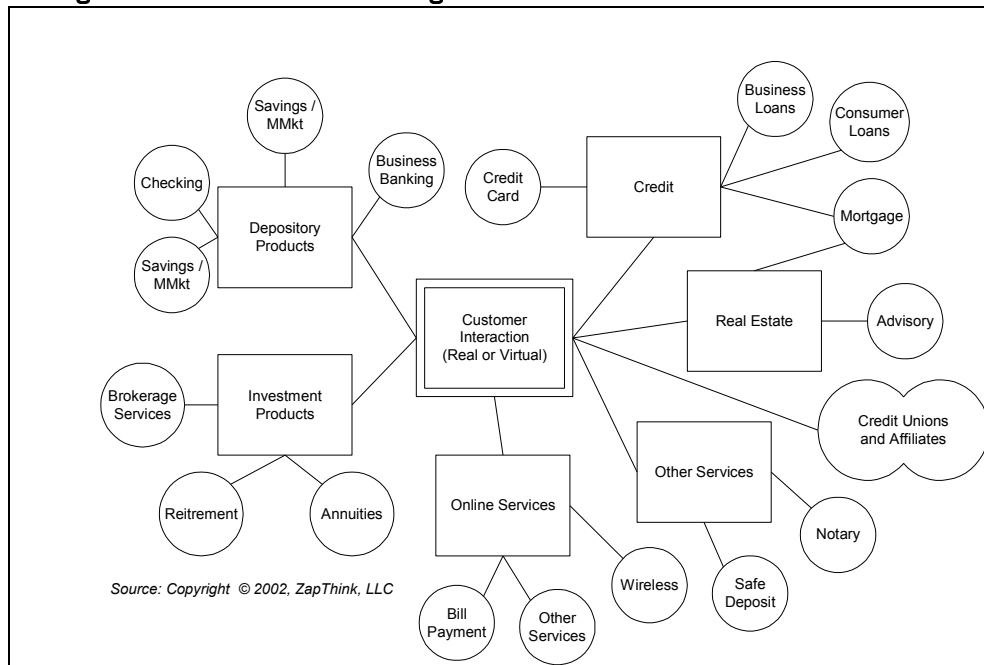 Savings /
MMkt
Checking
Savings /
MMkt
Depository
Products
Business
Banking
Credit
Card
Credit
Business
Loans
Consumer
Loans
Mortgage
Real Estate
Advisory
Customer
Interaction
(Real or Virtual)
Brokerage
Services
Investment
Products
Reitrement
Annuities
Credit Unions
and Affiliates
Other Services
Online Services
Notary
Safe
Deposit
Wireless
Bill
Payment
Other
Services
Source: Copyright © 2002, ZapThink, LLC